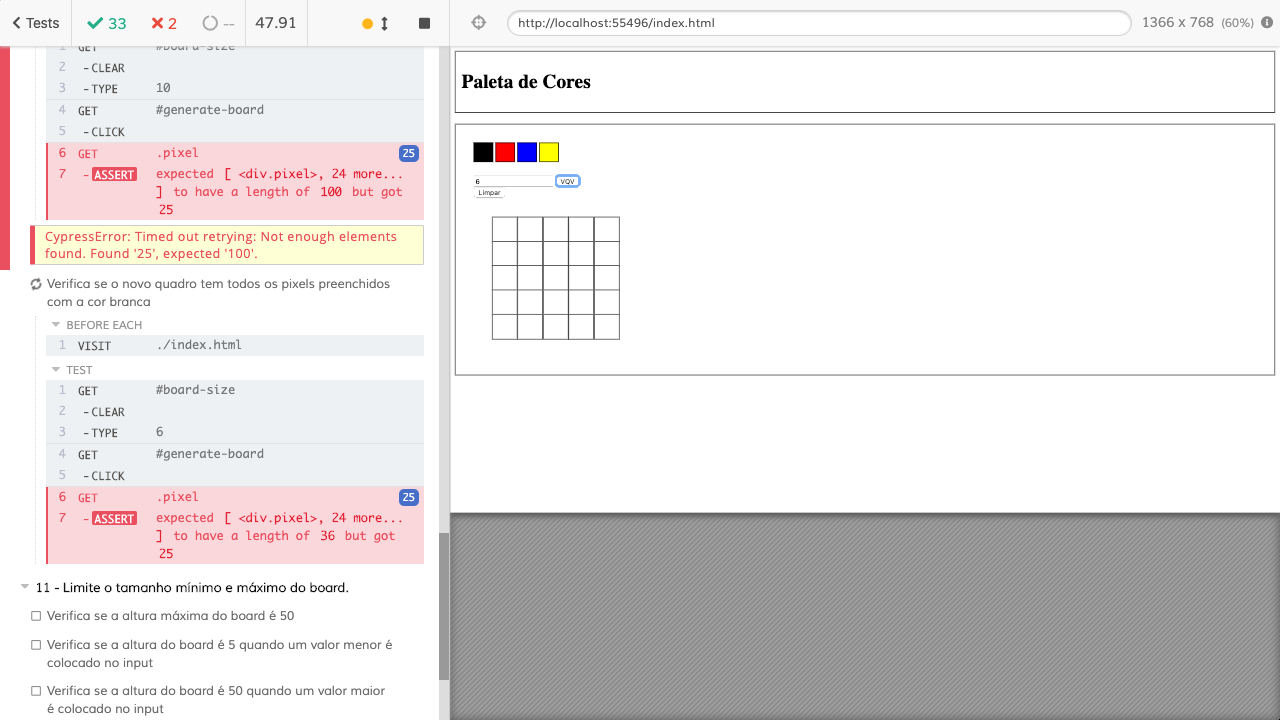 Tests
33
2
--
47.91
http://localhost:55496/index.html
1366 x 768 (60%)
1 GET #board-size
2 -CLEAR
3 -TYPE 10
4 GET #generate-board
5 -CLICK
6 GET .pixel 25
7 -ASSERT expected [ <div.pixel>, 24 more...
] to have a length of 100 but got
25
CypressError: Timed out retrying: Not enough elements
found. Found '25', expected '100'.
Verifica se o novo quadro tem todos os pixels preenchidos
com a cor branca
BEFORE EACH
1 VISIT ./index.html
TEST
1 GET #board-size
2 -CLEAR
3 -TYPE 6
4 GET #generate-board
5 -CLICK
6 GET .pixel 25
7 -ASSERT expected [ <div.pixel>, 24 more...
] to have a length of 36 but got
25
11 - Limite o tamanho mínimo e máximo do board.
Verifica se a altura máxima do board é 50
Verifica se a altura do board é 5 quando um valor menor é
colocado no input
Verifica se a altura do board é 50 quando um valor maior
é colocado no input
Paleta de Cores
6 VQV
Limpar